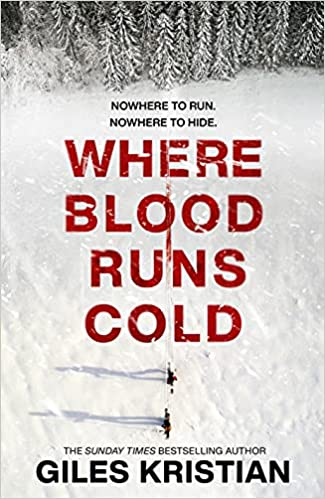 NOWHERE TO RUN.
NOWHERE TO HIDE.
WHERE
BLOOD
RUNS
COLD
THE SUNDAY TIMES BESTSELLING AUTHOR
GILES KRISTIAN